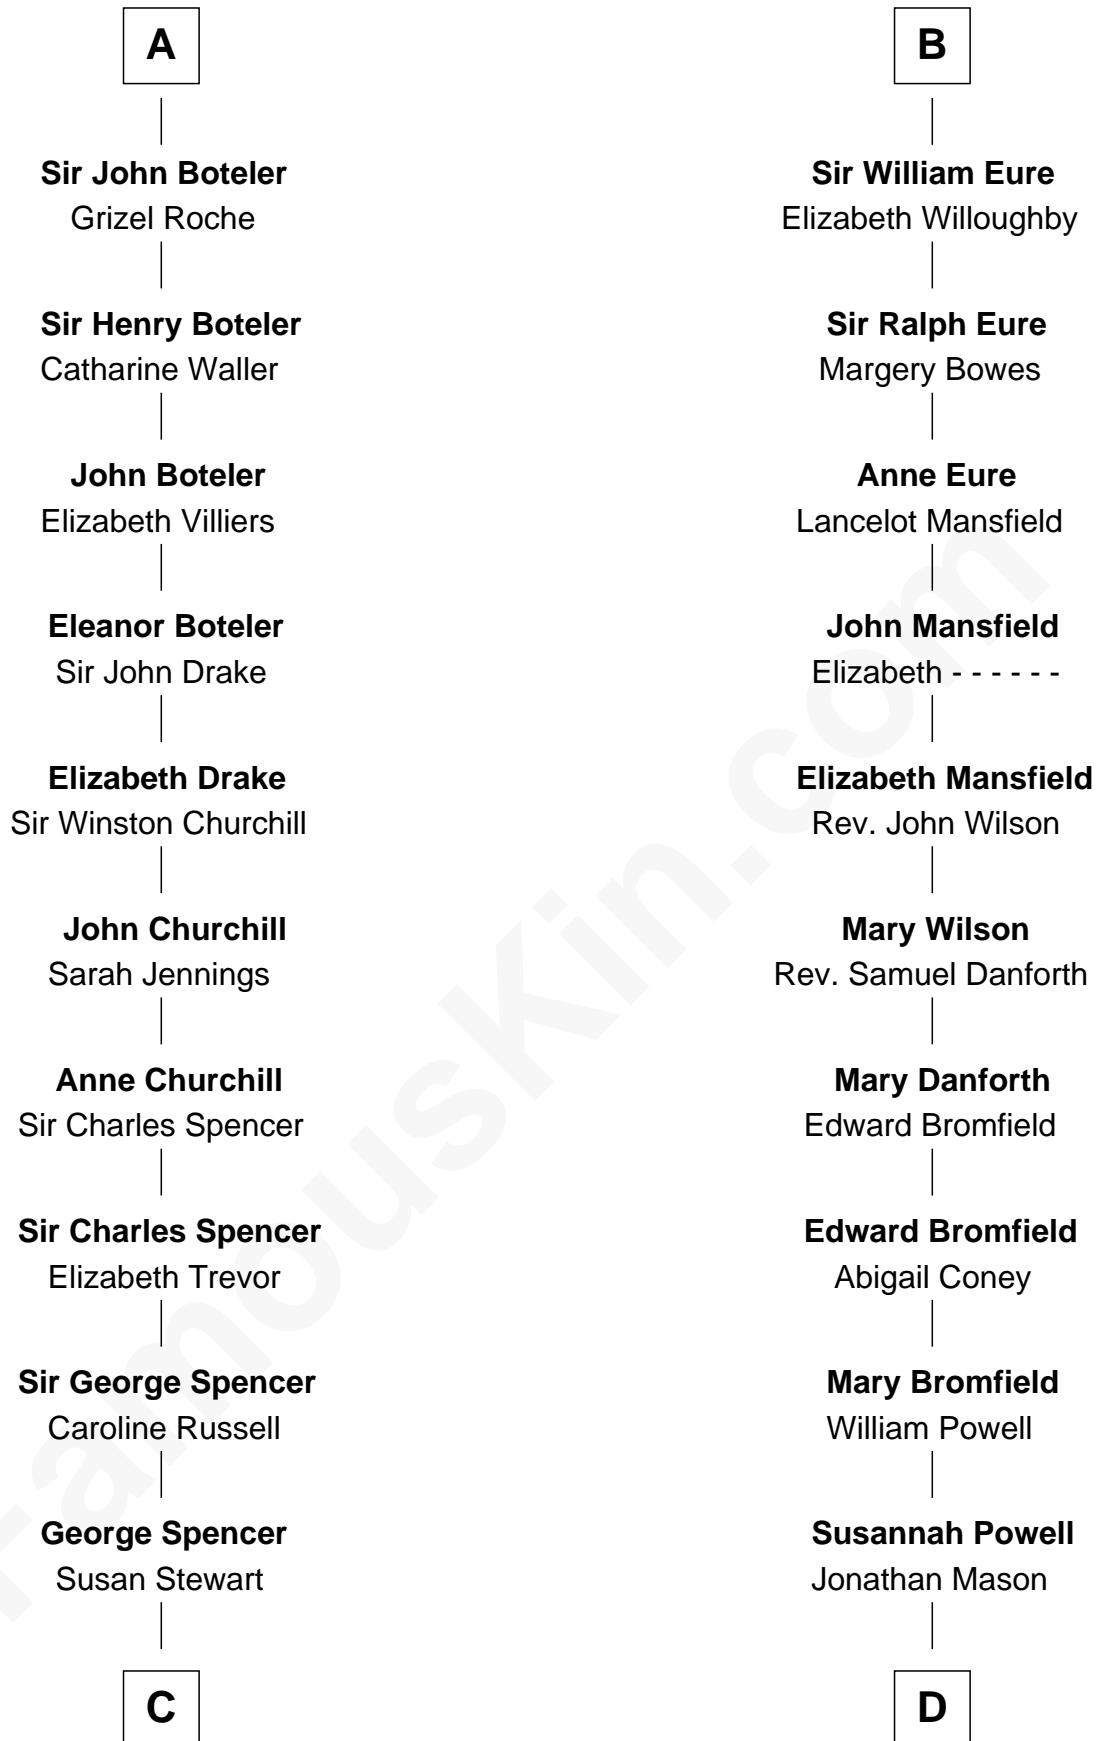 A
Sir John Boteler
Grizel Roche
Sir Henry Boteler
Catharine Waller
John Boteler
Elizabeth Villiers
Eleanor Boteler
Sir John Drake
Elizabeth Drake
Sir Winston Churchill
John Churchill
Sarah Jennings
Anne Churchill
Sir Charles Spencer
Sir Charles Spencer
Elizabeth Trevor
Sir George Spencer
Caroline Russell
George Spencer
Susan Stewart
C
B
Sir William Eure
Elizabeth Willoughby
Sir Ralph Eure
Margery Bowes
Anne Eure
Lancelot Mansfield
John Mansfield
Elizabeth - - - - - -
Elizabeth Mansfield
Rev. John Wilson
Mary Wilson
Rev. Samuel Danforth
Mary Danforth
Edward Bromfield
Edward Bromfield
Abigail Coney
Mary Bromfield
William Powell
Susannah Powell
Jonathan Mason
D
FamousKin.com